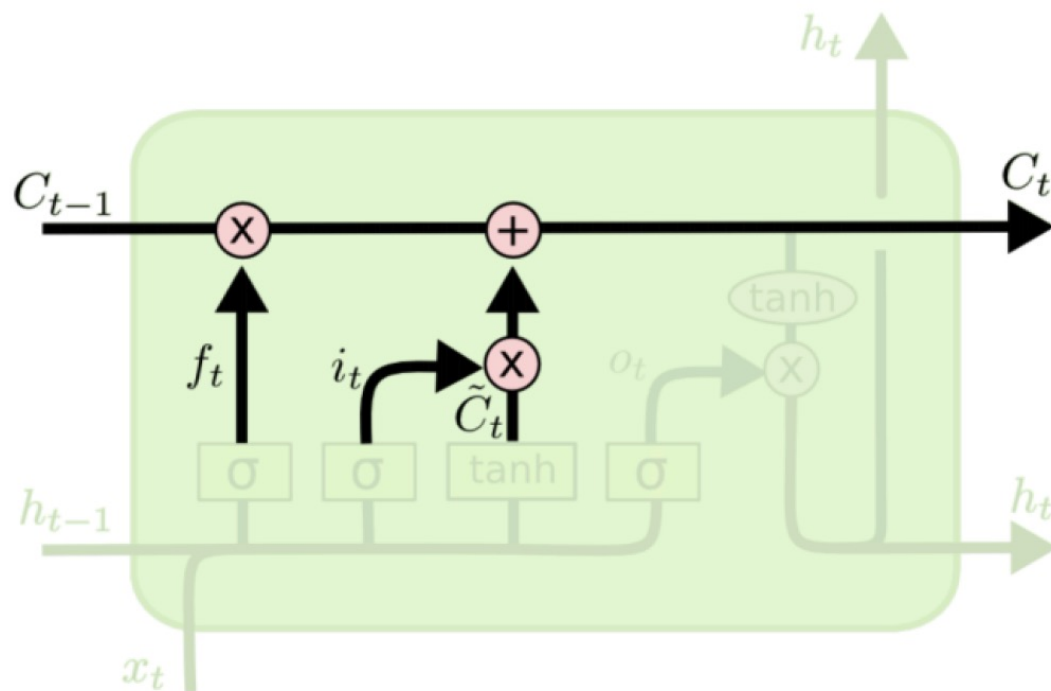 h_t
C_{t-1} × + C_t
tanh
f_t i_t × o_t ×
C̃_t
σ σ tanh σ
h_{t-1} h_t
x_t